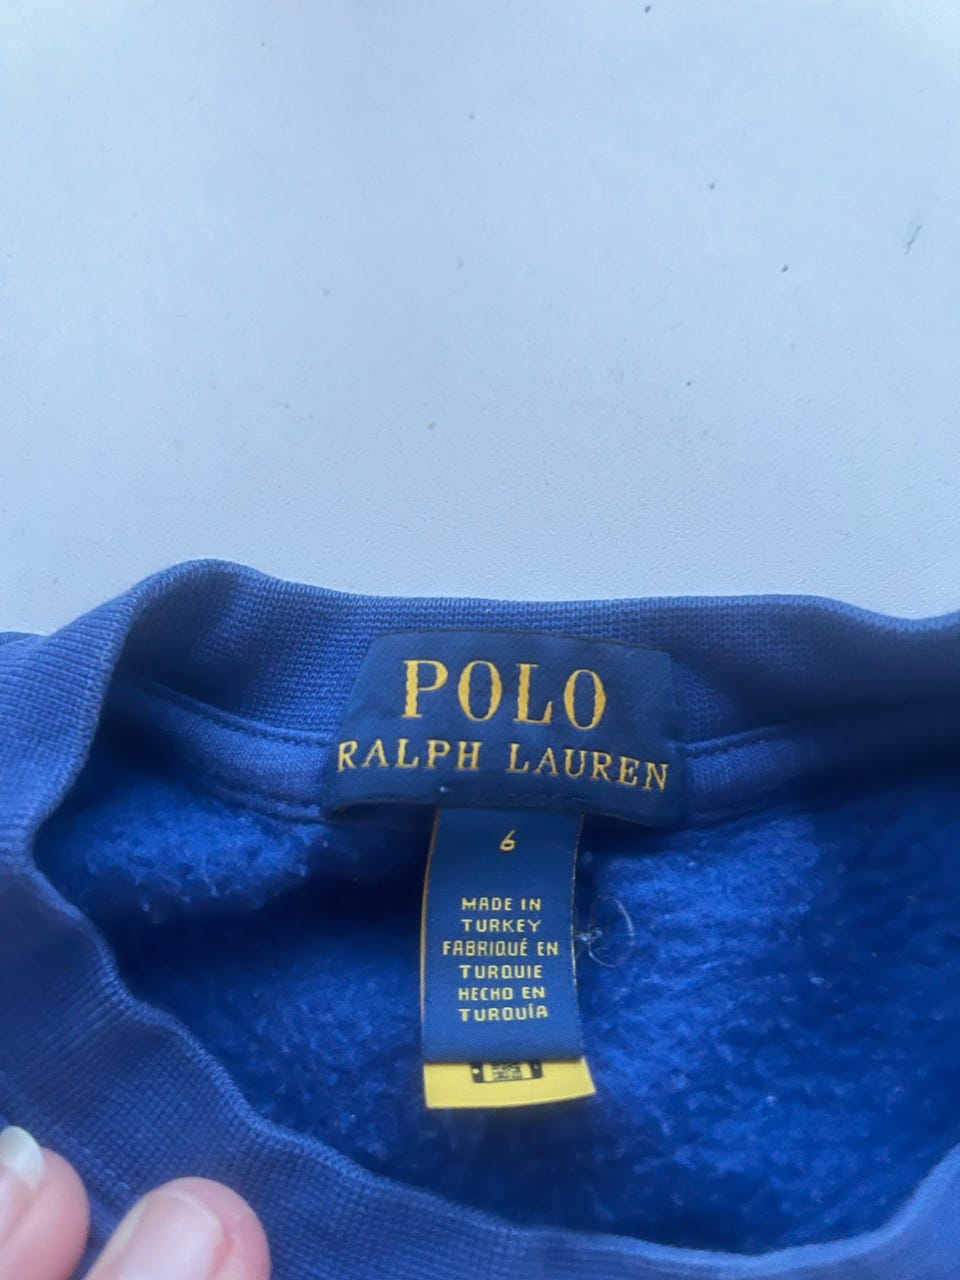 POLO
RALPH LAUREN
6
MADE IN
TURKEY
FABRIQUÉ EN
TURQUIE
HECHO EN
TURQUÍA